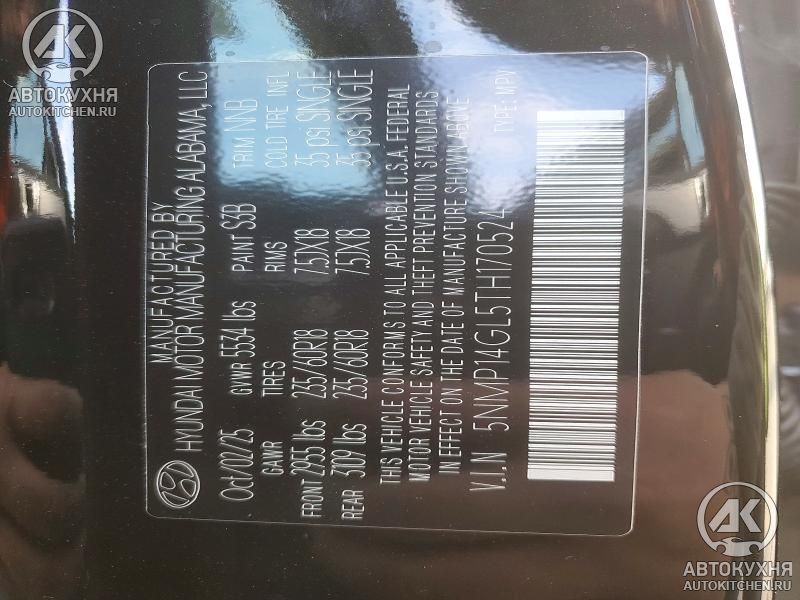 АК
АВТОКУХНЯ
AUTOKITCHEN.RU
MANUFACTURED BY
HYUNDAI MOTOR MANUFACTURING ALABAMA, LLC
Oct/02/25 GVWR 5534 lbs PAINT S3B TRIM NNB
GAWR TIRES RIMS COLD TIRE INFL
FRONT 2955 lbs 235/60R18 7.5JX18 35 psi SINGLE
REAR 3109 lbs 235/60R18 7.5JX18 35 psi SINGLE
THIS VEHICLE CONFORMS TO ALL APPLICABLE U.S.A. FEDERAL
MOTOR VEHICLE SAFETY AND THEFT PREVENTION STANDARDS
IN EFFECT ON THE DATE OF MANUFACTURE SHOWN ABOVE
V.I.N 5NMP14GL5TH170524 TYPE: MPV
АК
АВТОКУХНЯ
AUTOKITCHEN.RU